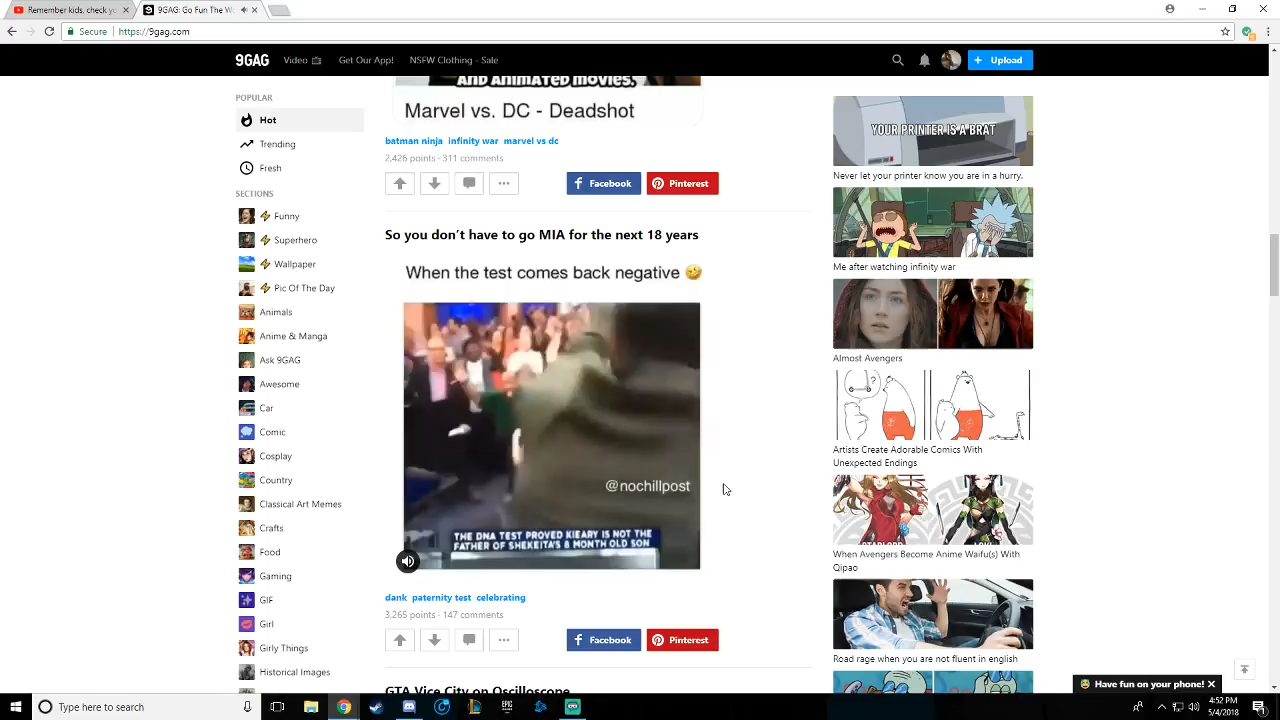 Remember kids, check yo
9GAG: Go Fun The Wo
Secure
https://9gag.com
9GAG
Video
Get Our App!
NSFW Clothing - Sale
Upload
POPULAR
Hot
Trending
Fresh
SECTIONS
Funny
Superhero
Wallpaper
Pic Of The Day
Animals
Anime & Manga
Ask 9GAG
Awesome
Car
Comic
Cosplay
Country
Classical Art Memes
Crafts
Food
Gaming
GIF
Girl
Girly Things
Historical Images
AND ANIMATED MOVIES.
Marvel vs. DC - Deadshot
batman ninja infinity war marvel vs dc
2,426 points · 311 comments
Facebook
Pinterest
So you don’t have to go MIA for the next 18 years
When the test comes back negative 🤣
@nochillpost
THE DNA TEST PROVED KIEARY IS NOT THE
FATHER OF SHEKEITA'S 8 MONTH OLD SON
dank paternity test celebrating
3,265 points · 147 comments
Facebook
Pinterest
GTA Vice City on Oscilloscope
YOUR PRINTER IS A BRAT
Never let your printer know you are in a hurry.
Me after watching infinity war
Almost Avengers
Artists Create Adorable Comics With
Unexpected Endings
When Avengers Become Anime Waifu(s) With
Qipao
Road rage when you are not fluent in english
Have fun on your phone!
Type here to search
EPIC
4:52 PM
5/4/2018